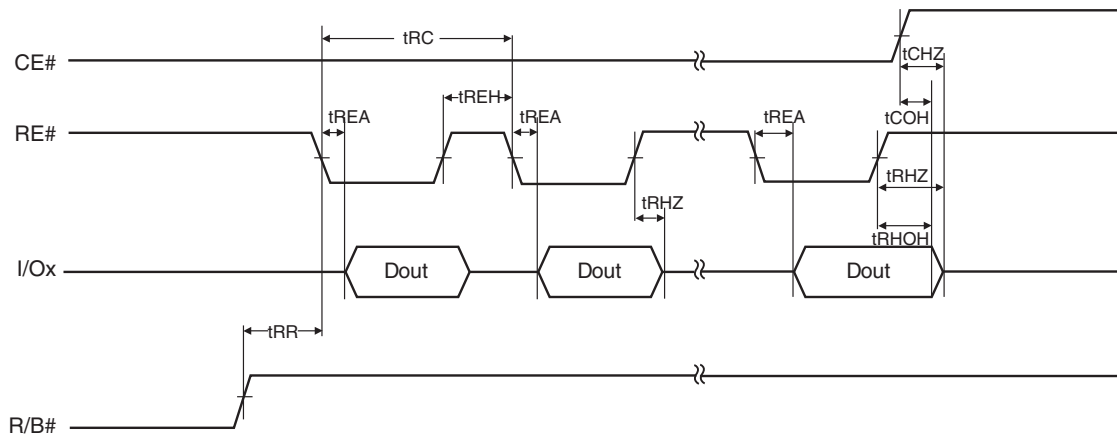 tRC
tCHZ
CE#
tREH
tREA
tREA
tREA
tCOH
RE#
tRHZ
tRHZ
tRHOH
I/Ox
Dout
Dout
Dout
tRR
R/B#